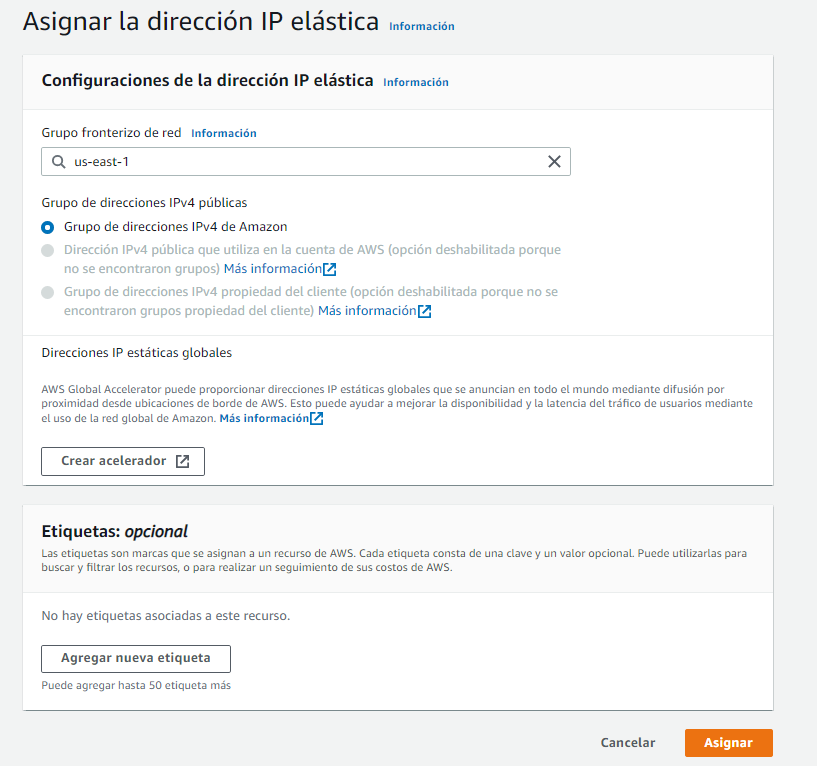 Asignar la dirección IP elástica Información
Configuraciones de la dirección IP elástica Información
Grupo fronterizo de red Información
us-east-1
Grupo de direcciones IPv4 públicas
Grupo de direcciones IPv4 de Amazon
Dirección IPv4 pública que utiliza en la cuenta de AWS (opción deshabilitada porque
no se encontraron grupos) Más información
Grupo de direcciones IPv4 propiedad del cliente (opción deshabilitada porque no se
encontraron grupos propiedad del cliente) Más información
Direcciones IP estáticas globales
AWS Global Accelerator puede proporcionar direcciones IP estáticas globales que se anuncian en todo el mundo mediante difusión por
proximidad desde ubicaciones de borde de AWS. Esto puede ayudar a mejorar la disponibilidad y la latencia del tráfico de usuarios mediante
el uso de la red global de Amazon. Más información
Crear acelerador
Etiquetas: opcional
Las etiquetas son marcas que se asignan a un recurso de AWS. Cada etiqueta consta de una clave y un valor opcional. Puede utilizarlas para
buscar y filtrar los recursos, o para realizar un seguimiento de sus costos de AWS.
No hay etiquetas asociadas a este recurso.
Agregar nueva etiqueta
Puede agregar hasta 50 etiqueta más
Cancelar Asignar